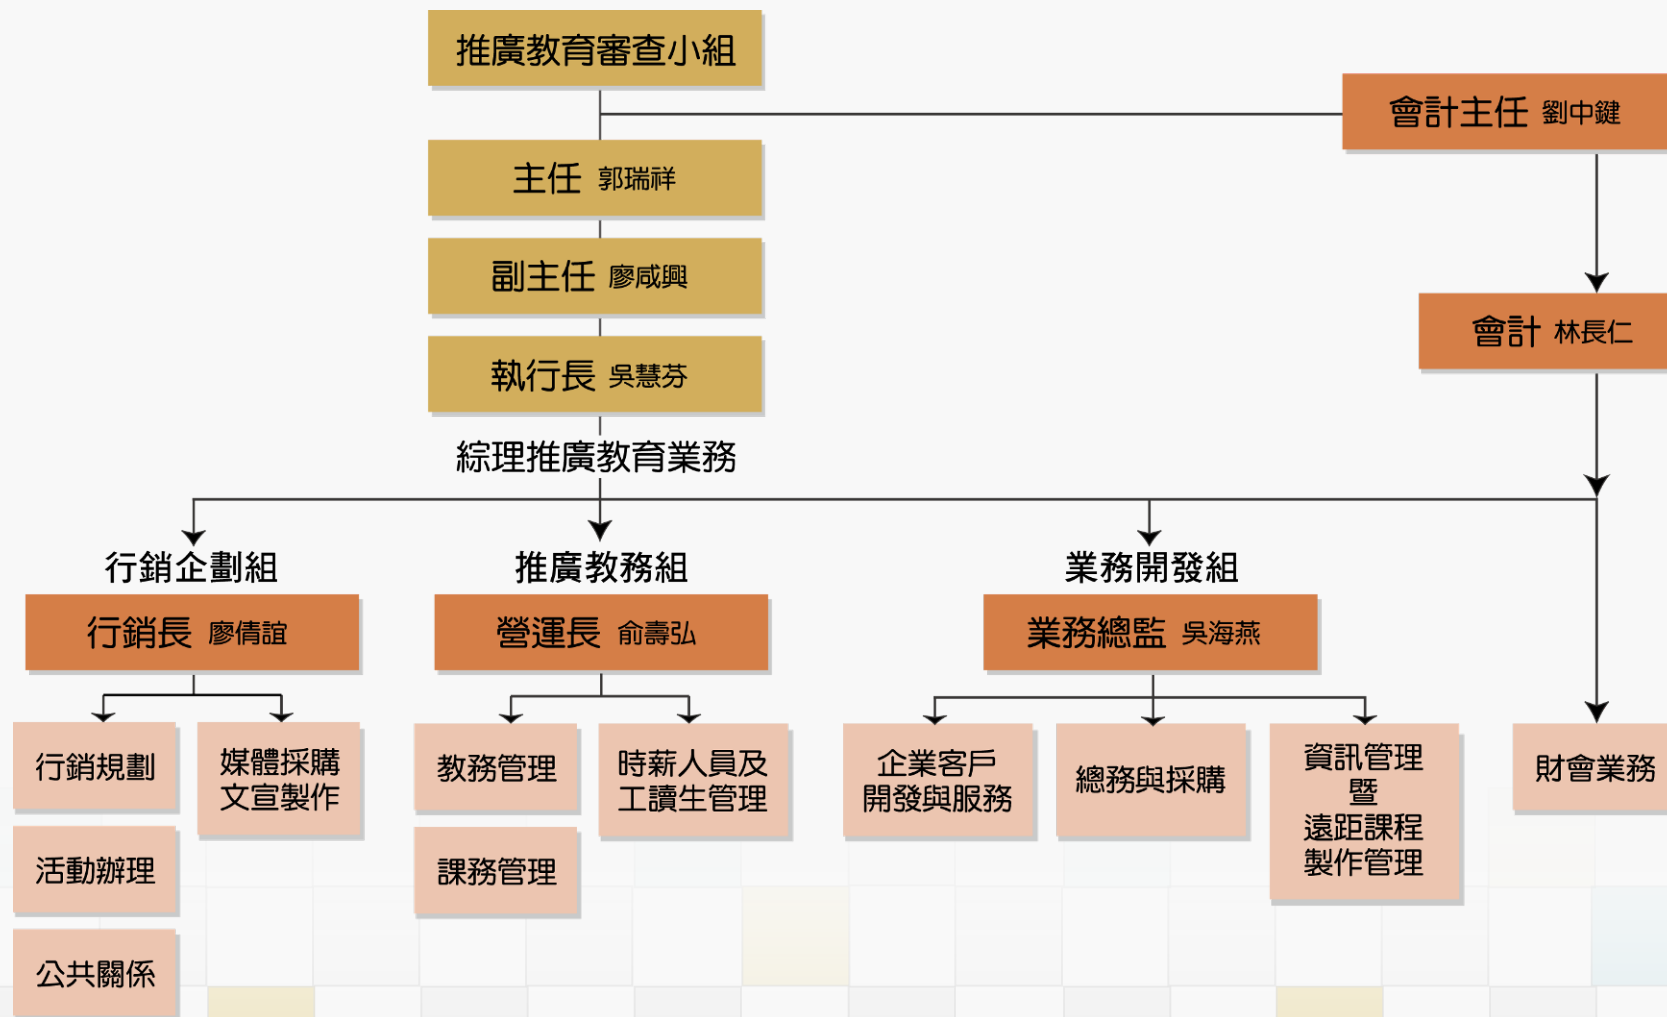 推廣教育審查小組
會計主任 劉中鍵
主任 郭瑞祥
副主任 廖咸興
會計 林長仁
執行長 吳慧芬
綜理推廣教育業務
行銷企劃組
推廣教務組
業務開發組
行銷長 廖倩誼
營運長 俞壽弘
業務總監 吳海燕
行銷規劃
活動辦理
公共關係
媒體採購
文宣製作
教務管理
課務管理
時薪人員及
工讀生管理
企業客戶
開發與服務
總務與採購
資訊管理
暨
遠距課程
製作管理
財會業務